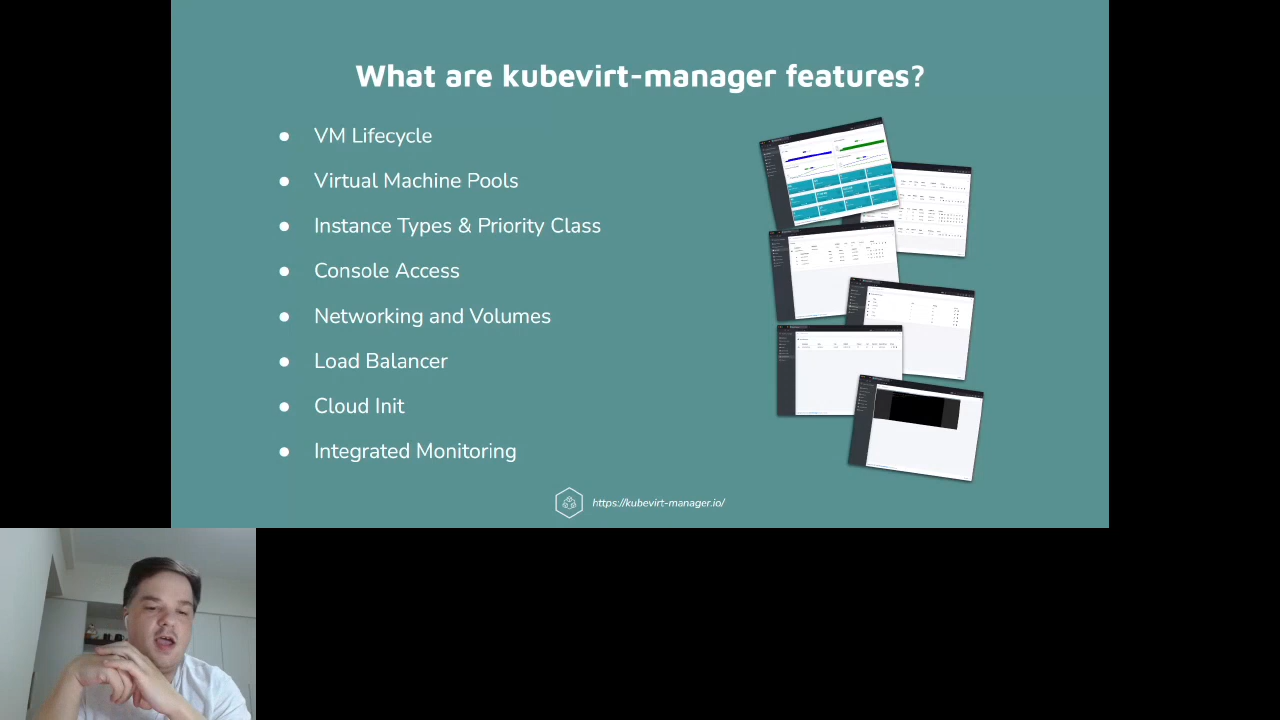 What are kubevirt-manager features?
● VM Lifecycle
● Virtual Machine Pools
● Instance Types & Priority Class
● Console Access
● Networking and Volumes
● Load Balancer
● Cloud Init
● Integrated Monitoring
https://kubevirt-manager.io/